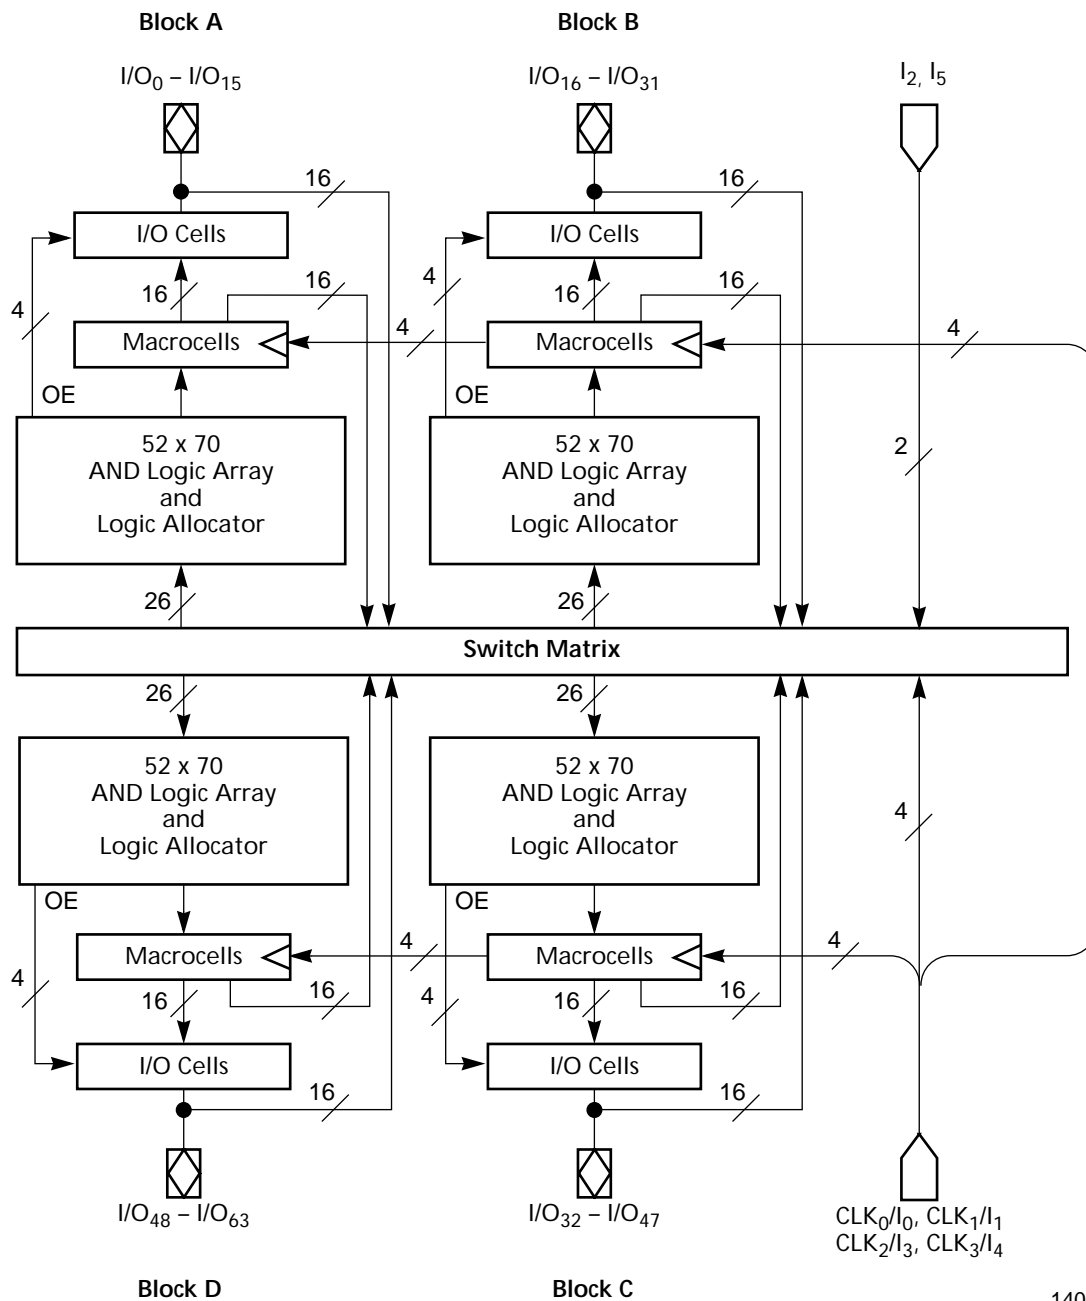 Block A
Block B
I/O0 – I/O15
I/O16 – I/O31
I2, I5
16
16
I/O Cells
I/O Cells
4
16
16
4
16
16
4
4
Macrocells
Macrocells
OE
OE
52 x 70
AND Logic Array
and
Logic Allocator
52 x 70
AND Logic Array
and
Logic Allocator
2
26
26
Switch Matrix
26
26
52 x 70
AND Logic Array
and
Logic Allocator
52 x 70
AND Logic Array
and
Logic Allocator
4
OE
OE
Macrocells
4
Macrocells
4
4
16
16
4
16
16
I/O Cells
I/O Cells
16
16
I/O48 – I/O63
I/O32 – I/O47
CLK0/I0, CLK1/I1
CLK2/I3, CLK3/I4
Block D
Block C
140